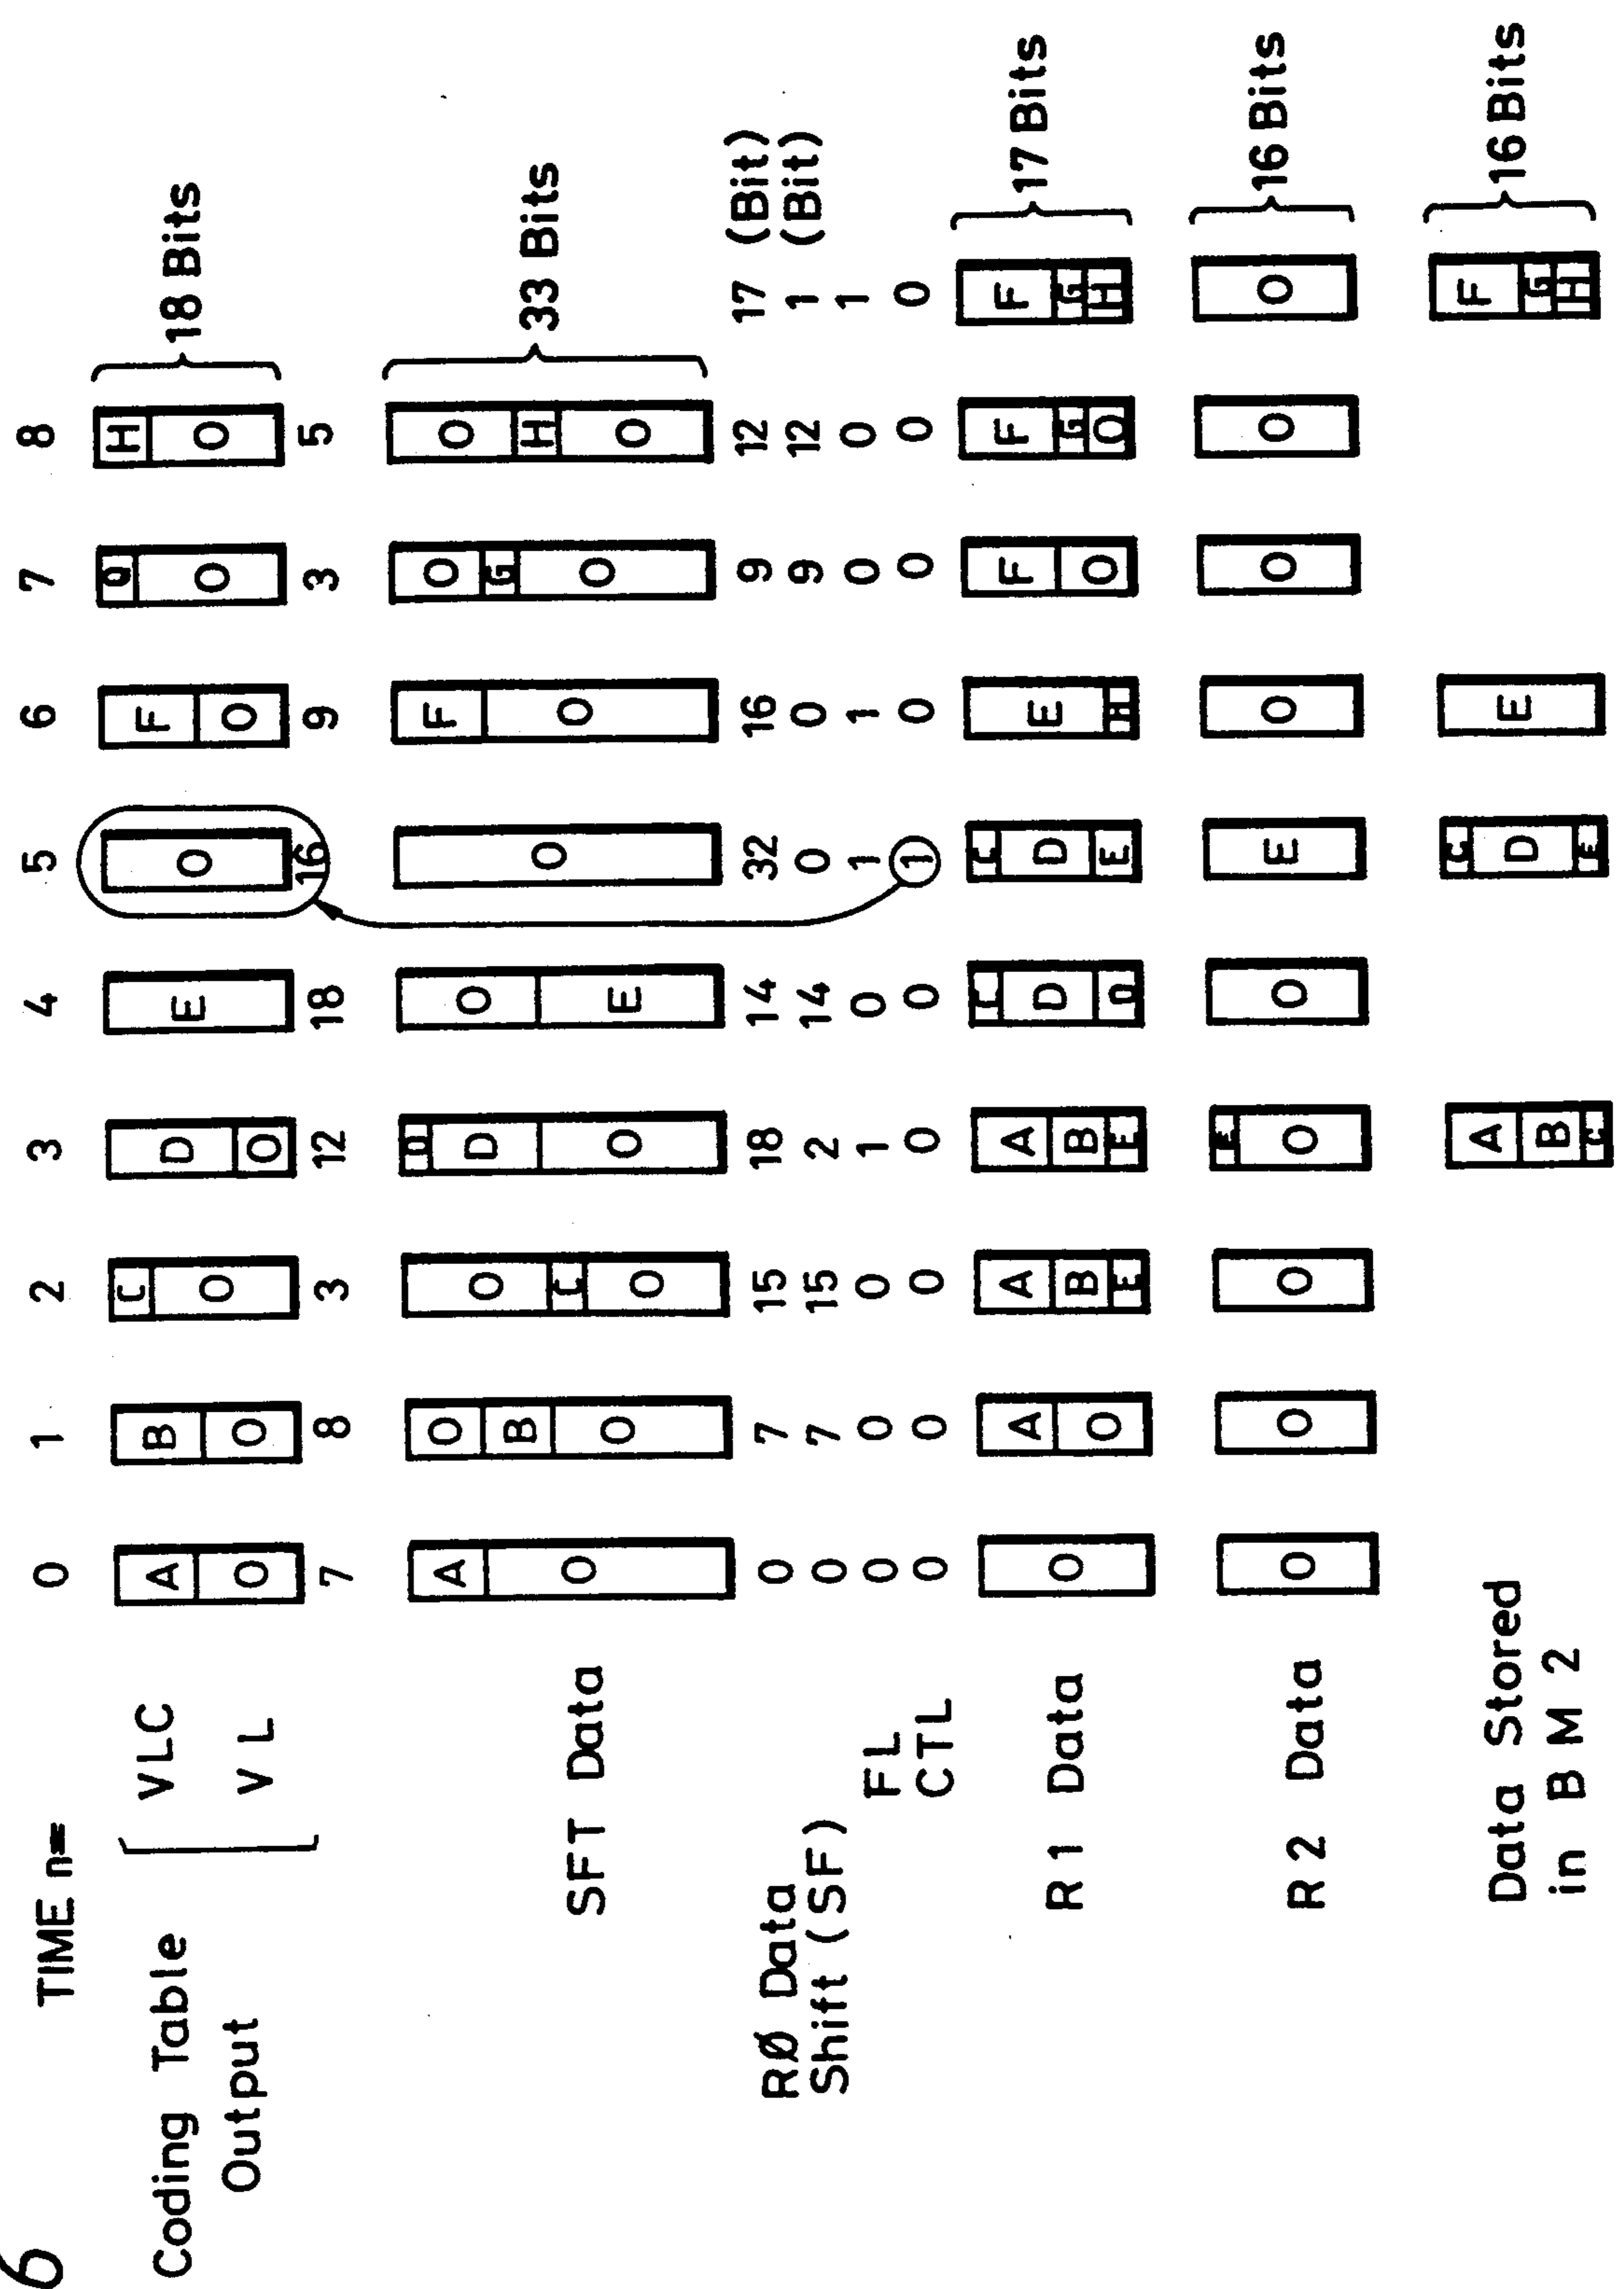 6
TIME n= 0 1 2 3 4 5 6 7 8
Coding Table Output
VLC A O B O C O D O E O F O Q O H O
VL 7 8 3 12 18 16 9 3 5
18 Bits
SFT Data A O O B O O C O O D O O E O F O O G O O H O
33 Bits
RØ Data 0 7 15 18 14 32 16 9 12 17 (Bit)
Shift (SF) 0 7 15 2 14 0 0 9 12 1 (Bit)
FL 0 0 0 1 0 1 1 0 0 1
CTL 0 0 0 0 0 1 0 0 0 0
R1 Data O A O A B E A B E C D O C D E E H F O F G O F G H
17 Bits
R2 Data O O O E O O E O O O O
16 Bits
Data Stored in BM2 A B C C D E E F G H
16 Bits